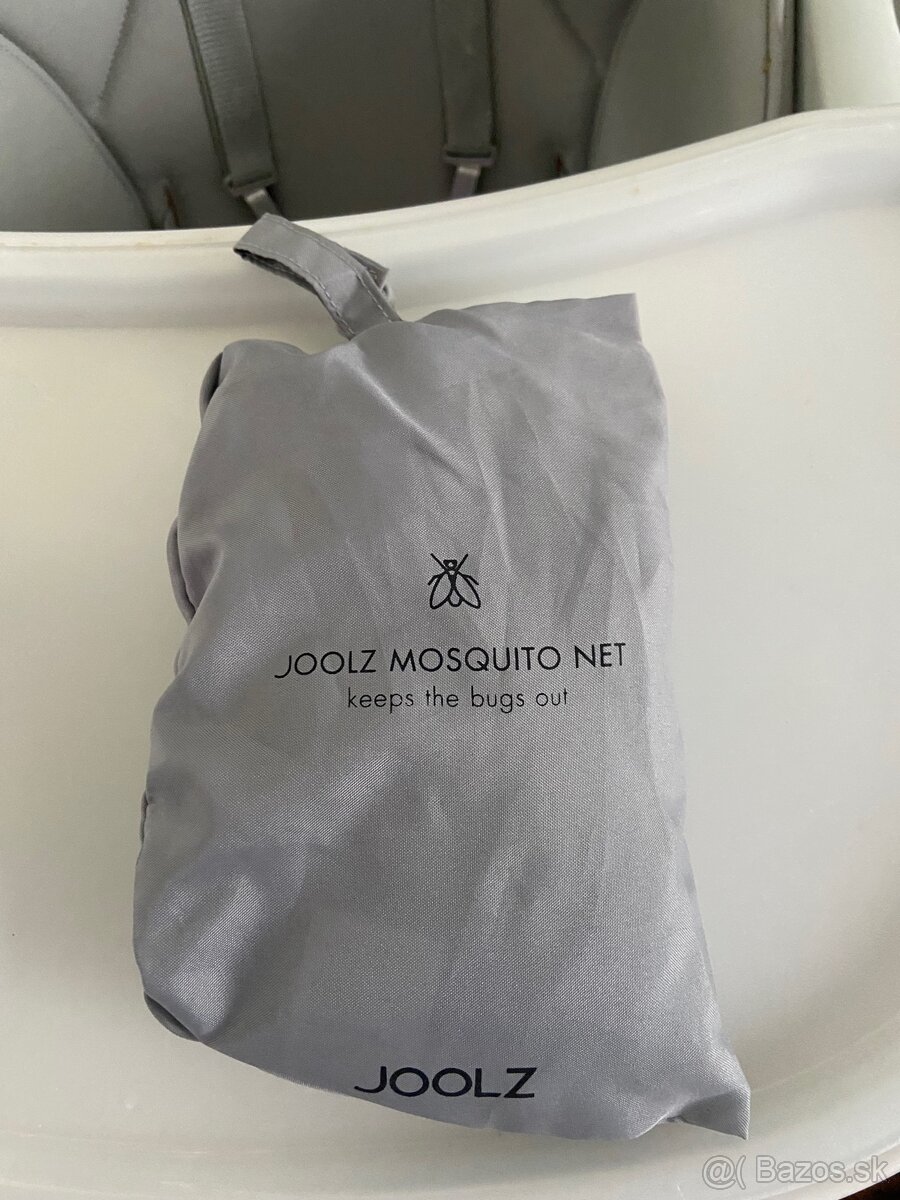 JOOLZ MOSQUITO NET
keeps the bugs out
JOOLZ
@( Bazos.sk